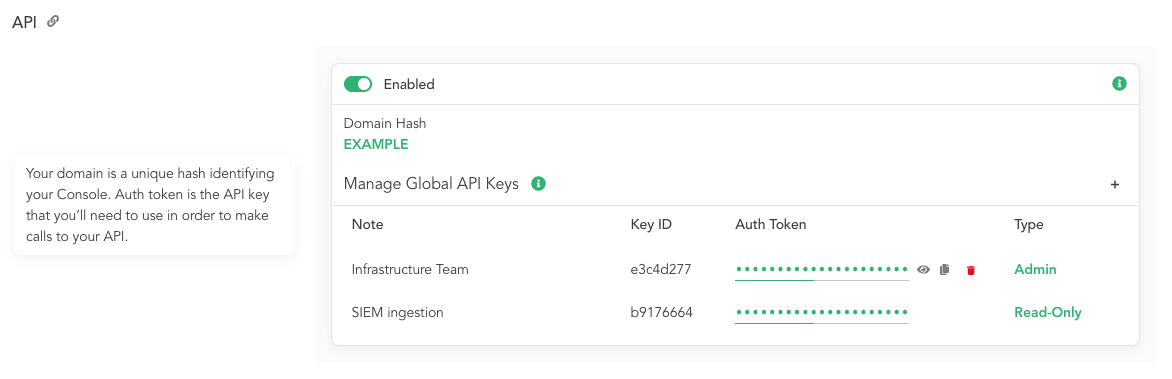 API
Enabled
Domain Hash
EXAMPLE
Your domain is a unique hash identifying
your Console. Auth token is the API key
that you’ll need to use in order to make
calls to your API.
Manage Global API Keys
+
Note Key ID Auth Token Type
Infrastructure Team e3c4d277 ••••••••••••••••••••• Admin
SIEM ingestion b9176664 ••••••••••••••••••••• Read-Only